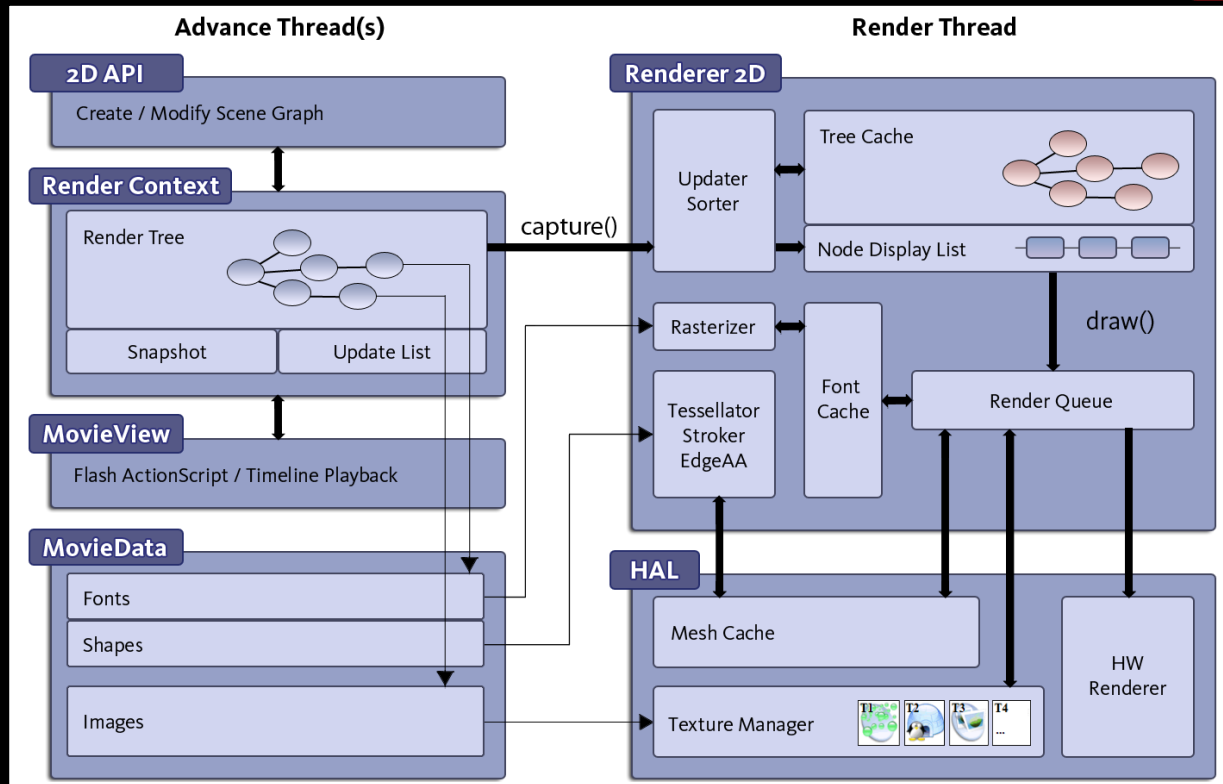 Advance Thread(s)
Render Thread
2D API
Create / Modify Scene Graph
Render Context
Render Tree
Snapshot
Update List
MovieView
Flash ActionScript / Timeline Playback
MovieData
Fonts
Shapes
Images
capture()
Renderer 2D
Updater
Sorter
Tree Cache
Node Display List
draw()
Rasterizer
Tessellator
Stroker
EdgeAA
Font
Cache
Render Queue
HAL
Mesh Cache
Texture Manager
T1
T2
T3
T4
...
HW
Renderer